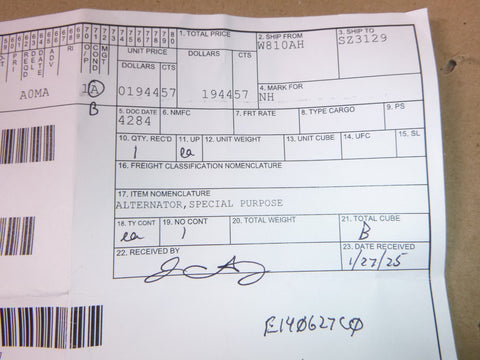 1. TOTAL PRICE
2. SHIP FROM
W810AH
3. SHIP TO
SZ3129
UNIT PRICE
DOLLARS CTS DOLLARS CTS
A0MA 1 A 0194457 194457
4. MARK FOR
NH
B
5. DOC DATE
4284
6. NMFC
7. FRT RATE
8. TYPE CARGO
9. PS
10. QTY. REC'D
1
11. UP
ea
12. UNIT WEIGHT
13. UNIT CUBE
14. UFC
15. SL
16. FREIGHT CLASSIFICATION NOMENCLATURE
17. ITEM NOMENCLATURE
ALTERNATOR,SPECIAL PURPOSE
18. TY CONT
ea
19. NO CONT
1
20. TOTAL WEIGHT
21. TOTAL CUBE
B
22. RECEIVED BY
23. DATE RECEIVED
1/27/25
E140627C0